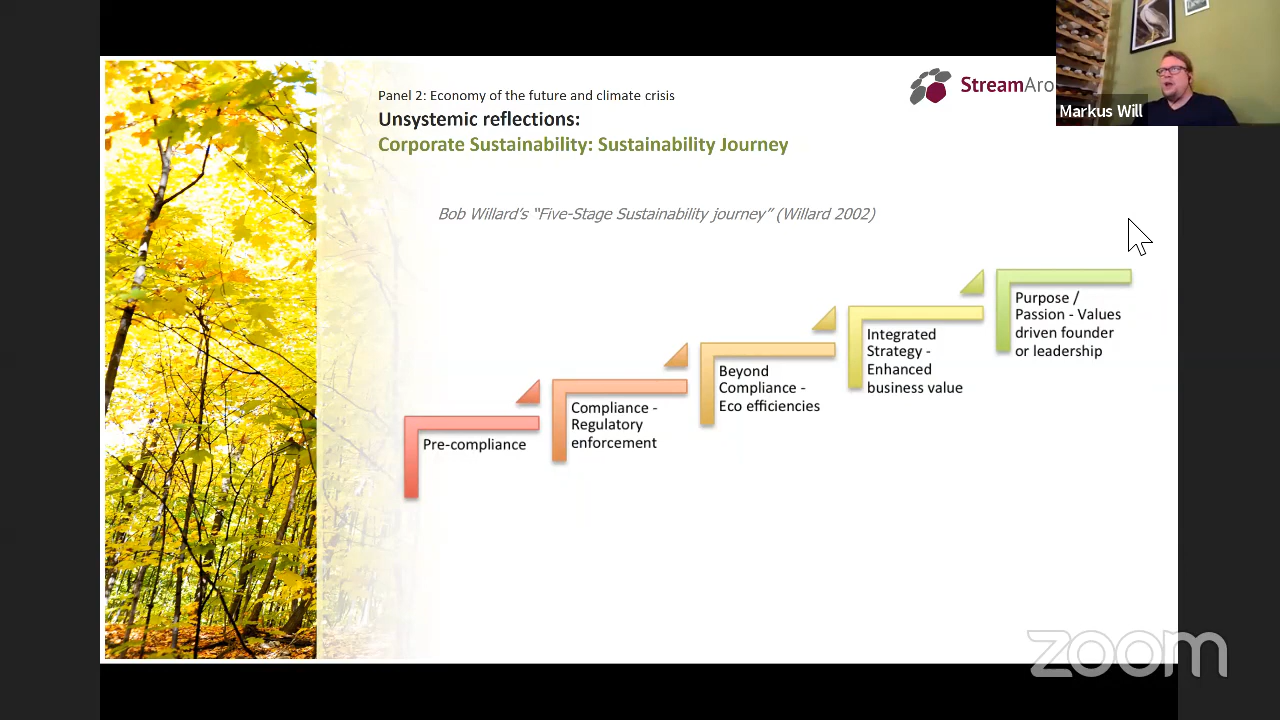 Panel 2: Economy of the future and climate crisis
Unsystemic reflections:
Corporate Sustainability: Sustainability Journey
StreamAro
Markus Will
Bob Willard's “Five-Stage Sustainability journey” (Willard 2002)
Pre-compliance
Compliance -
Regulatory
enforcement
Beyond
Compliance -
Eco efficiencies
Integrated
Strategy -
Enhanced
business value
Purpose /
Passion - Values
driven founder
or leadership
zoom